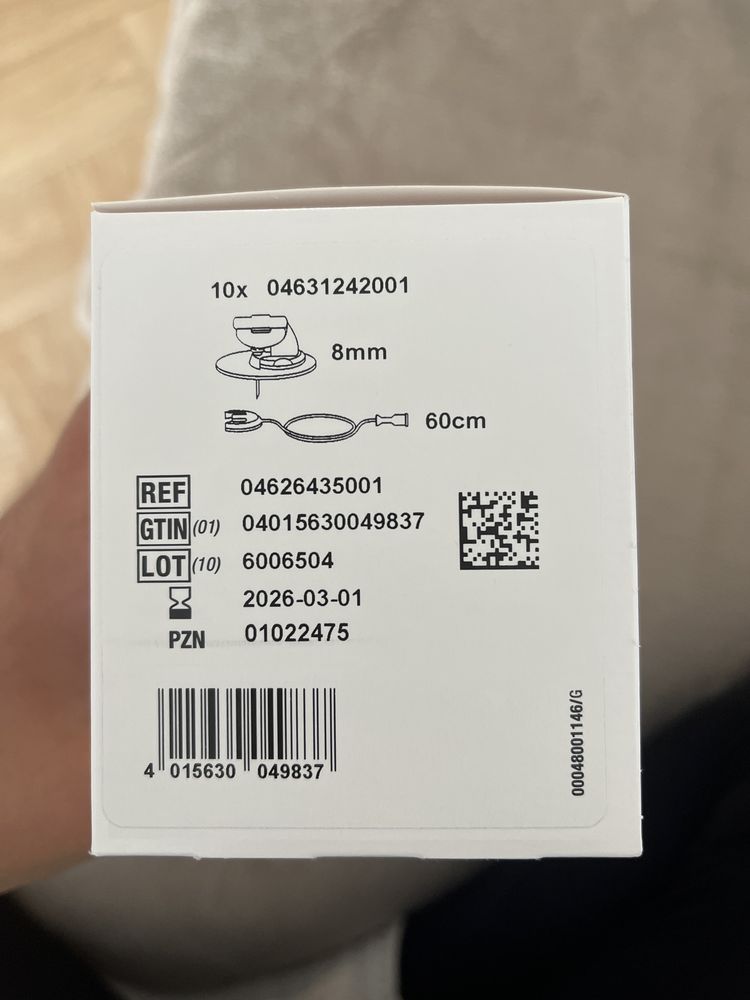 10x 04631242001
8mm
60cm
REF 04626435001
GTIN (01) 04015630049837
LOT (10) 6006504
2026-03-01
PZN 01022475
4 015630 049837
00048001146/G